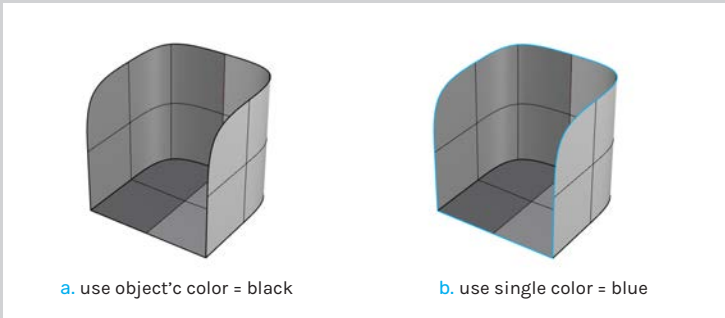 a. use object'c color = black
b. use single color = blue